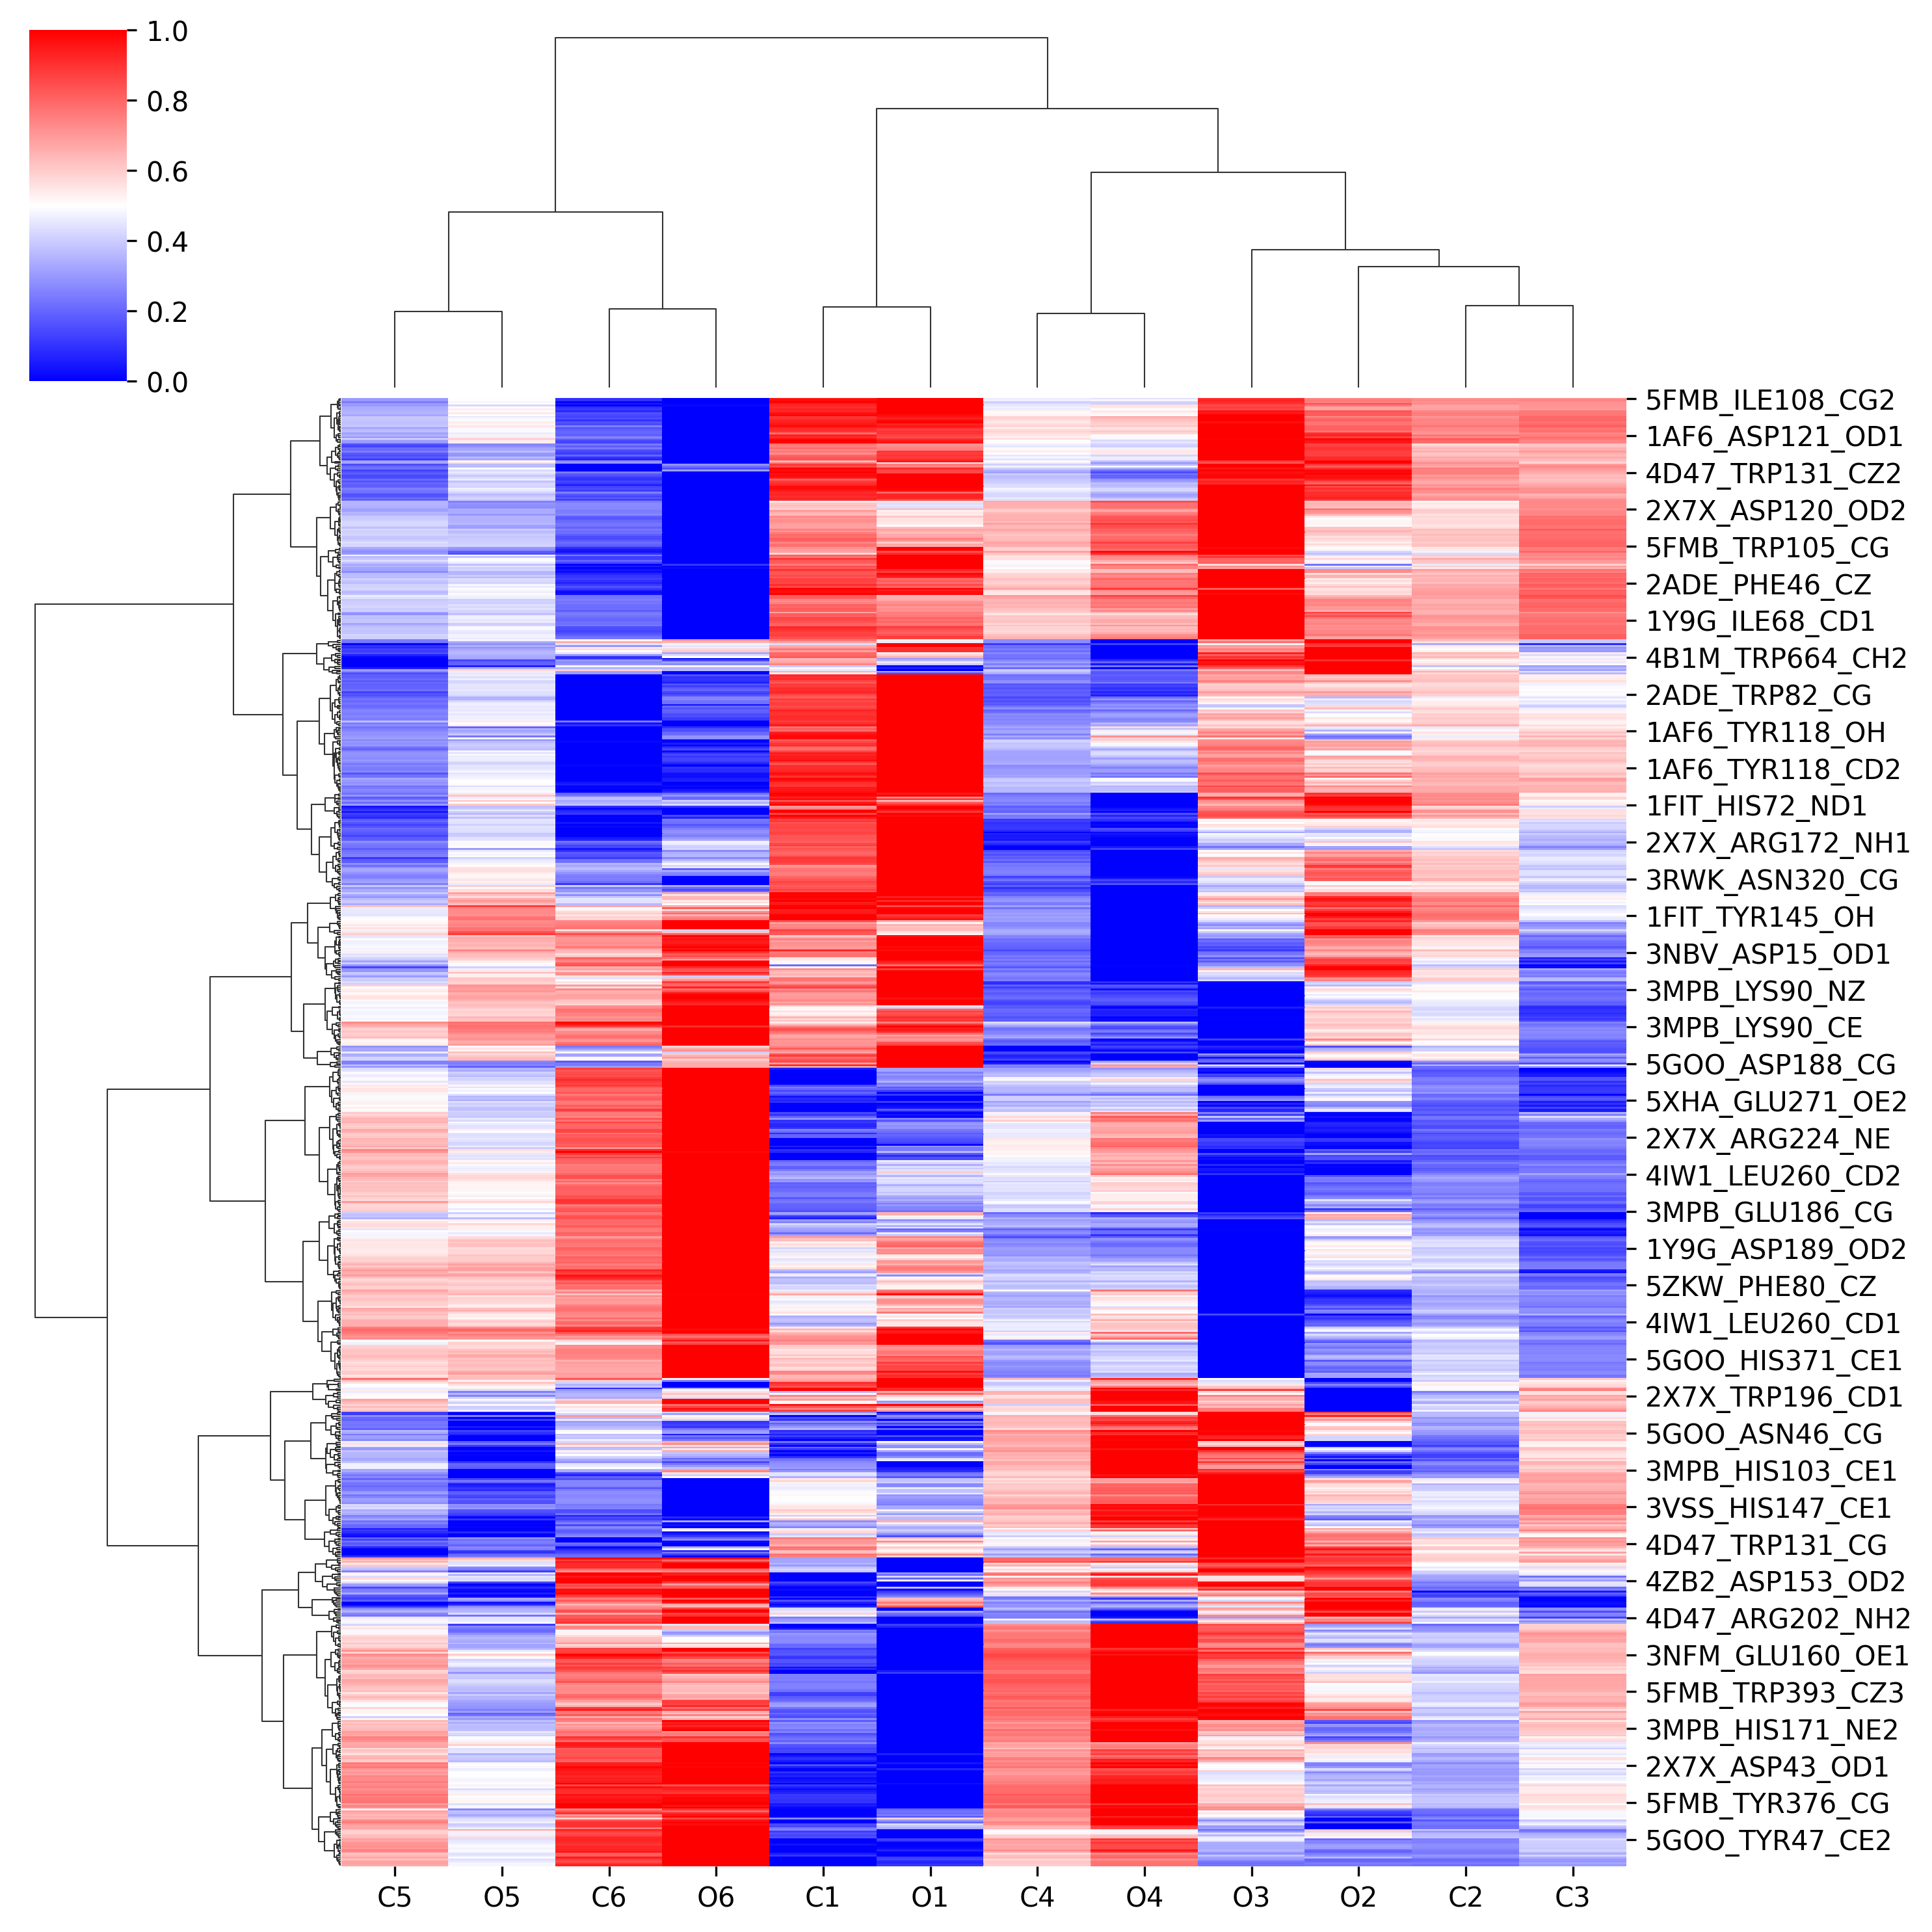 1.0
0.8
0.6
0.4
0.2
0.0
5FMB_ILE108_CG2
1AF6_ASP121_OD1
4D47_TRP131_CZ2
2X7X_ASP120_OD2
5FMB_TRP105_CG
2ADE_PHE46_CZ
1Y9G_ILE68_CD1
4B1M_TRP664_CH2
2ADE_TRP82_CG
1AF6_TYR118_OH
1AF6_TYR118_CD2
1FIT_HIS72_ND1
2X7X_ARG172_NH1
3RWK_ASN320_CG
1FIT_TYR145_OH
3NBV_ASP15_OD1
3MPB_LYS90_NZ
3MPB_LYS90_CE
5GOO_ASP188_CG
5XHA_GLU271_OE2
2X7X_ARG224_NE
4IW1_LEU260_CD2
3MPB_GLU186_CG
1Y9G_ASP189_OD2
5ZKW_PHE80_CZ
4IW1_LEU260_CD1
5GOO_HIS371_CE1
2X7X_TRP196_CD1
5GOO_ASN46_CG
3MPB_HIS103_CE1
3VSS_HIS147_CE1
4D47_TRP131_CG
4ZB2_ASP153_OD2
4D47_ARG202_NH2
3NFM_GLU160_OE1
5FMB_TRP393_CZ3
3MPB_HIS171_NE2
2X7X_ASP43_OD1
5FMB_TYR376_CG
5GOO_TYR47_CE2
C5 O5 C6 O6 C1 O1 C4 O4 O3 O2 C2 C3